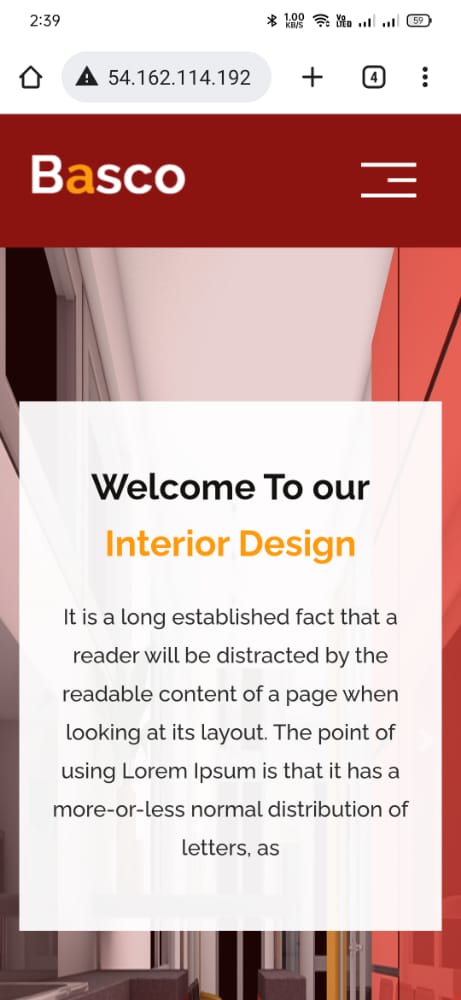 2:39 1.00 KB/S Vo LTE 59
54.162.114.192 4
Basco
Welcome To our
Interior Design
It is a long established fact that a
reader will be distracted by the
readable content of a page when
looking at its layout. The point of
using Lorem Ipsum is that it has a
more-or-less normal distribution of
letters, as